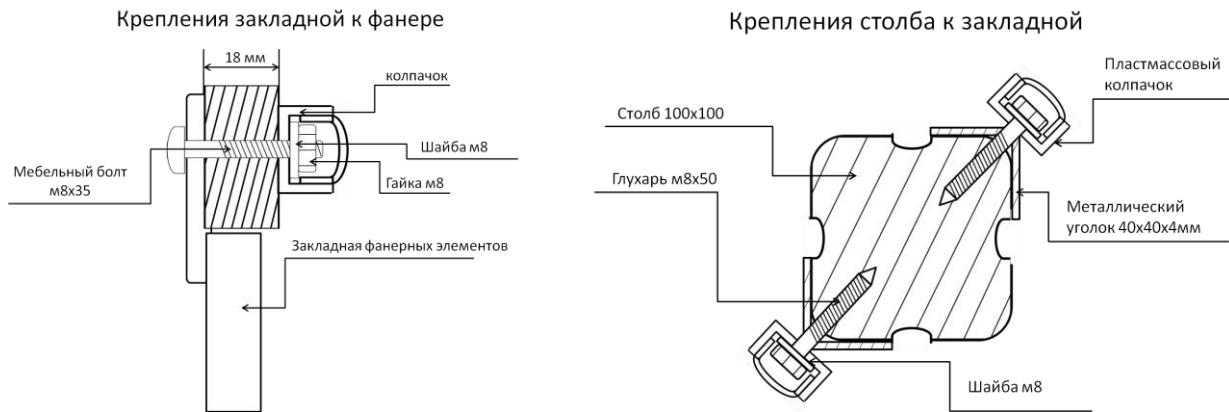 Крепления закладной к фанере
18 мм
колпачок
Мебельный болт
м8х35
Шайба м8
Гайка м8
Закладная фанерных элементов
Крепления столба к закладной
Пластмассовый
колпачок
Столб 100х100
Глухарь м8х50
Металлический
уголок 40х40х4мм
Шайба м8